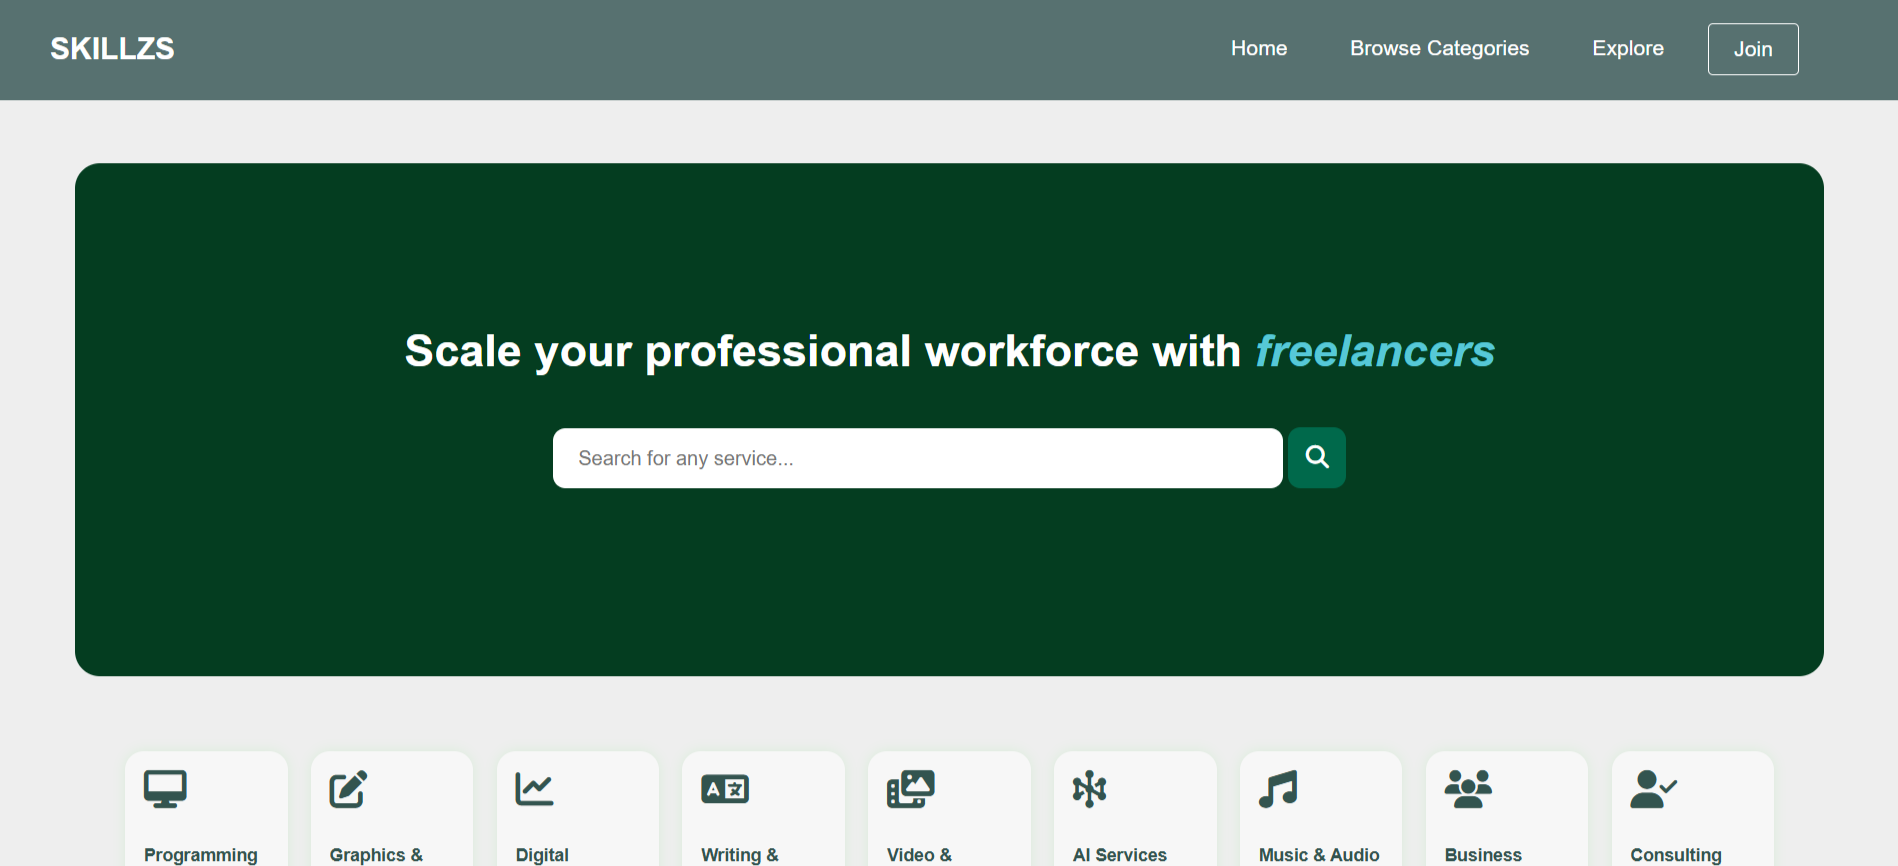 SKILLZS
Home
Browse Categories
Explore
Join
Scale your professional workforce with freelancers
Search for any service...
Programming
Graphics &
Digital
Writing &
Video &
AI Services
Music & Audio
Business
Consulting